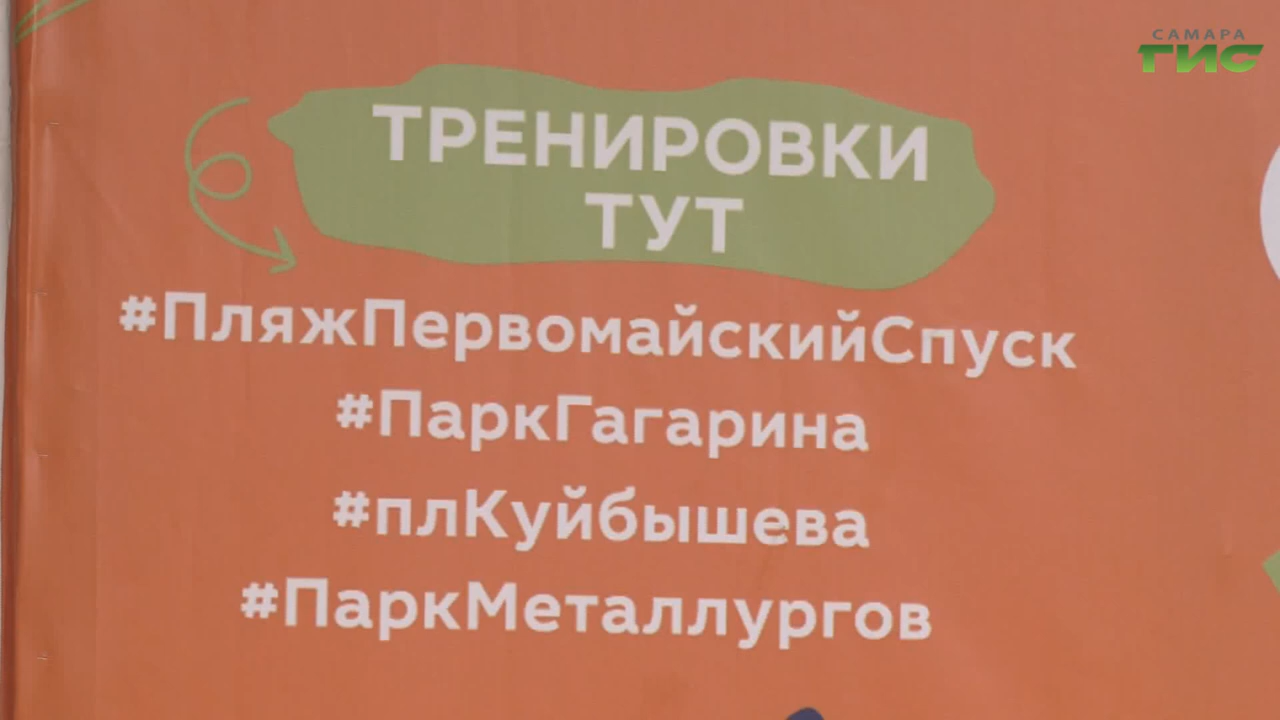 САМАРА
ГИС
ТРЕНИРОВКИ
ТУТ
#ПляжПервомайскийСпуск
#ПаркГагарина
#плКуйбышева
#ПаркМеталлургов